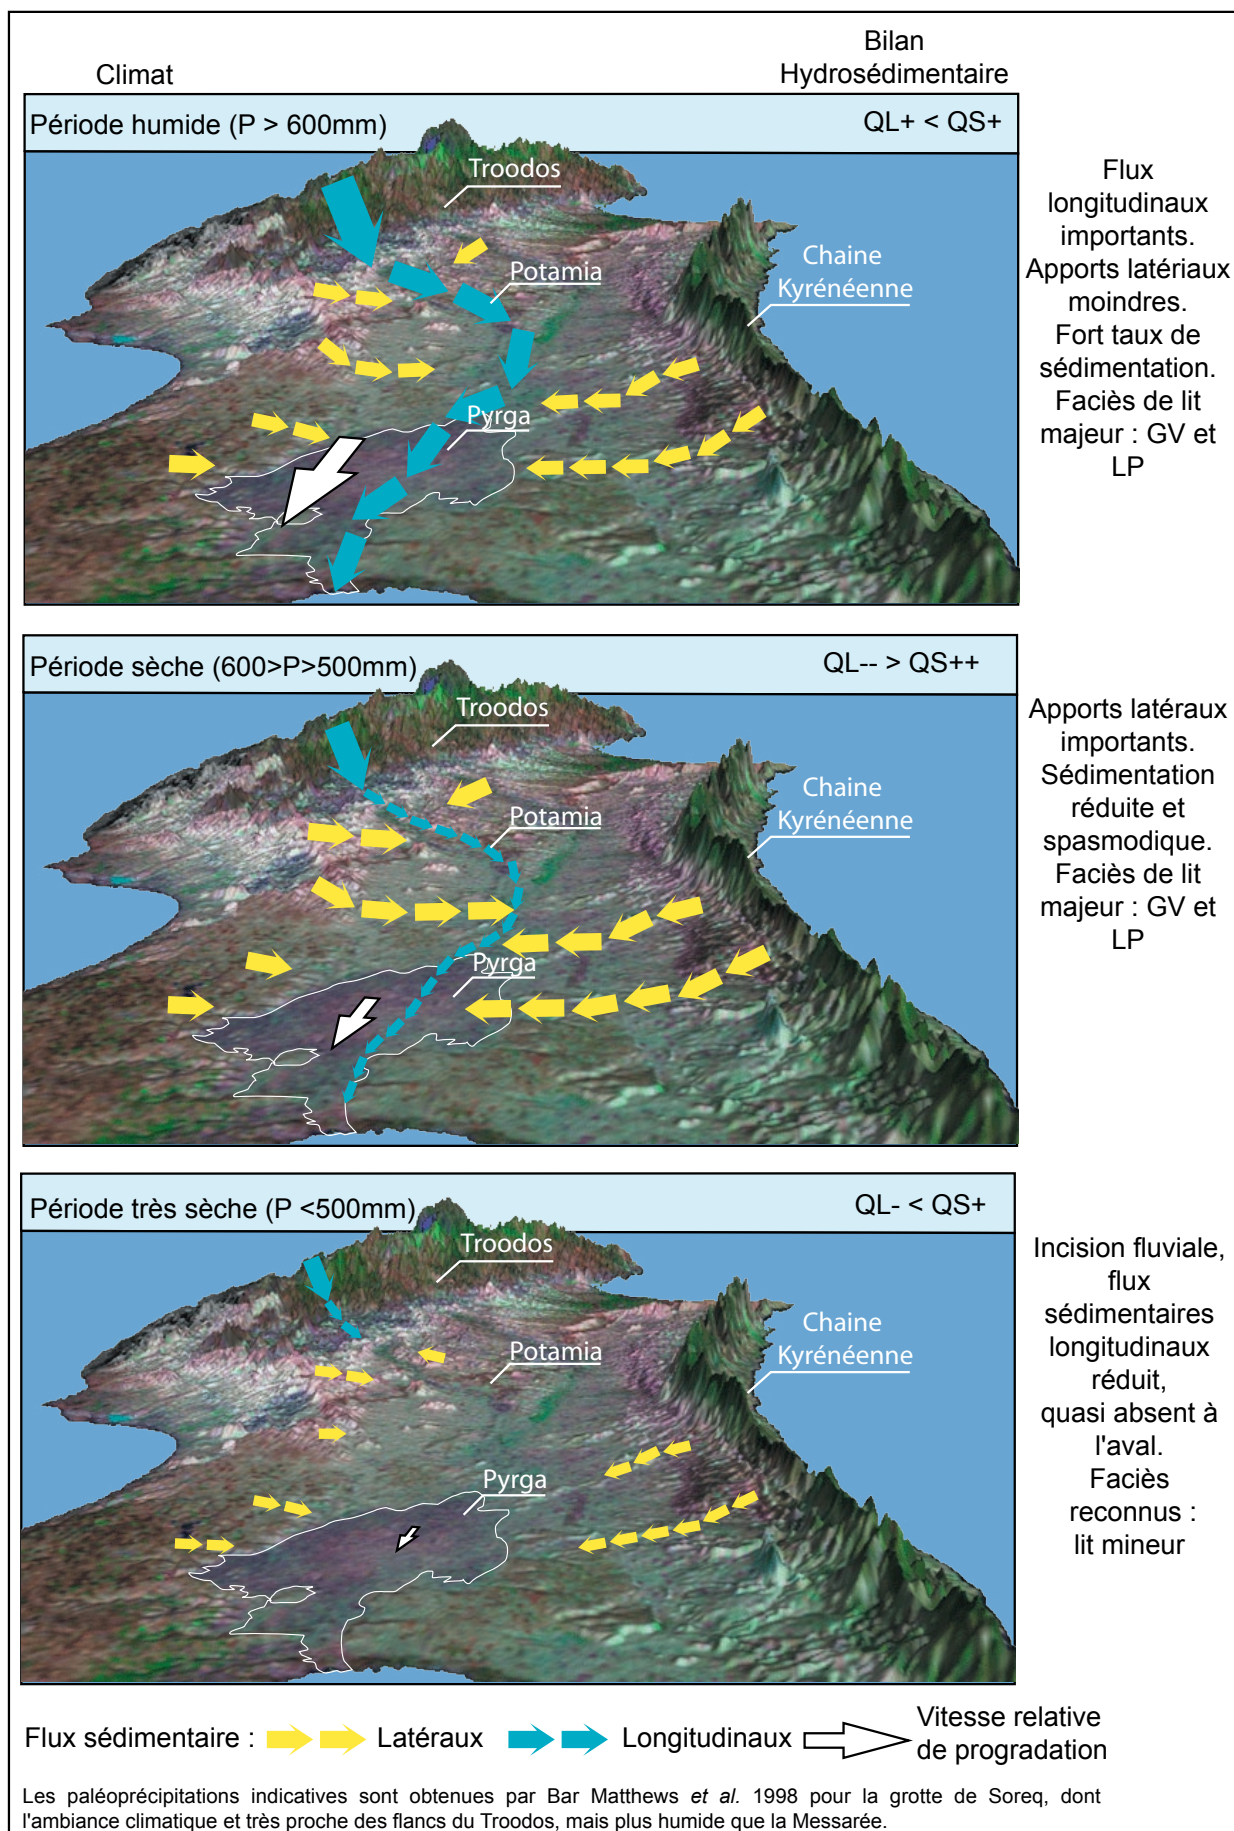 Climat
Bilan
Hydrosédimentaire
Période humide (P > 600mm)
QL+ < QS+
Troodos
Potamia
Chaine
Kyrénéenne
Pyrga
Flux
longitudinaux
importants.
Apports latériaux
moindres.
Fort taux de
sédimentation.
Faciès de lit
majeur : GV et
LP
Période sèche (600>P>500mm)
QL-- > QS++
Troodos
Potamia
Chaine
Kyrénéenne
Pyrga
Apports latéraux
importants.
Sédimentation
réduite et
spasmodique.
Faciès de lit
majeur : GV et
LP
Période très sèche (P <500mm)
QL- < QS+
Troodos
Potamia
Chaine
Kyrénéenne
Pyrga
Incision fluviale,
flux
sédimentaires
longitudinaux
réduit,
quasi absent à
l'aval.
Faciès
reconnus :
lit mineur
Flux sédimentaire :
Latéraux
Longitudinaux
Vitesse relative
de progradation
Les paléoprécipitations indicatives sont obtenues par Bar Matthews et al. 1998 pour la grotte de Soreq, dont
l'ambiance climatique et très proche des flancs du Troodos, mais plus humide que la Messarée.